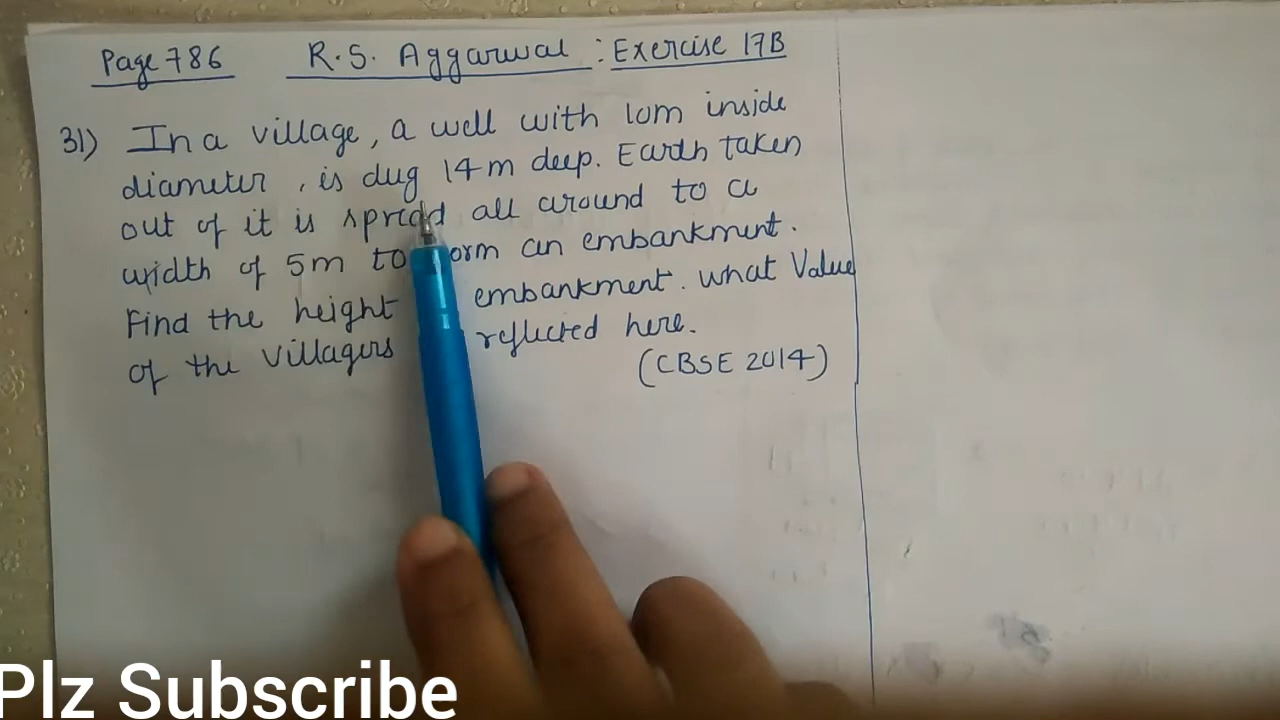 Page 786 R.S. Aggarwal : Exercise 17B
31) In a village, a well with 10m inside
diameter, is dug 14m deep. Earth taken
out of it is spread all around to a
width of 5m to form an embankment.
Find the height embankment. what Value
of the villagers reflected here.
(CBSE 2014)
Plz Subscribe